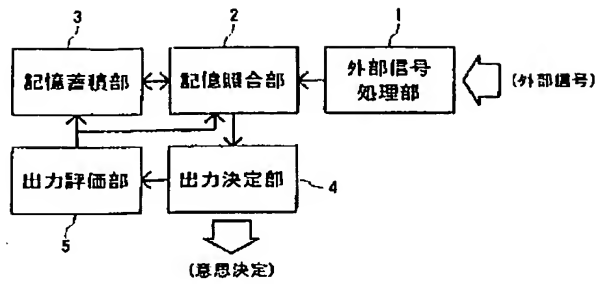 3
2
1
記憶蓄積部
記憶照合部
外部信号
処理部
(外部信号)
出力評価部
出力決定部
4
5
(意思決定)